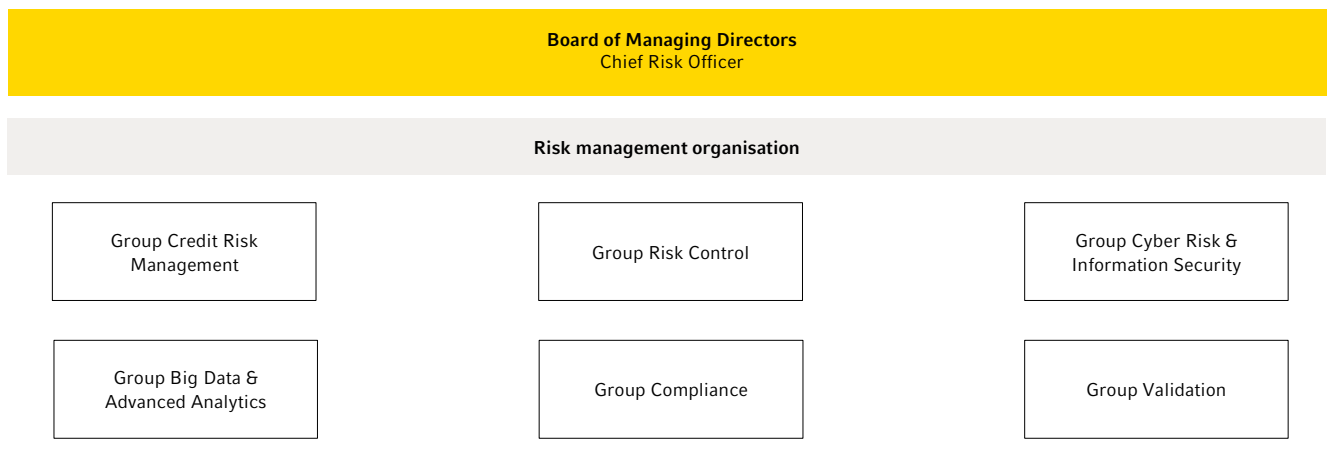 Board of Managing Directors
Chief Risk Officer
Risk management organisation
Group Credit Risk
Management
Group Risk Control
Group Cyber Risk &
Information Security
Group Big Data &
Advanced Analytics
Group Compliance
Group Validation